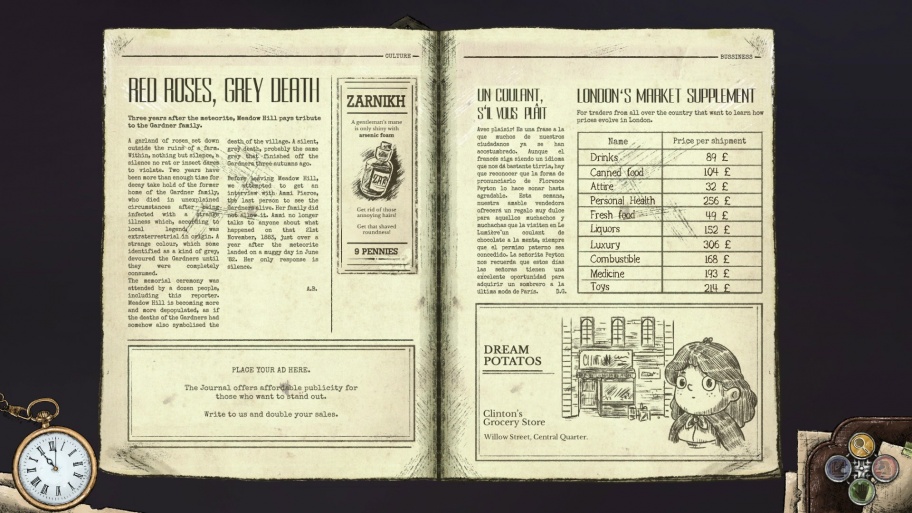 CULTURE
RED ROSES, GREY DEATH
Three years after the meteorite, Meadow Hill pays tribute
to the Gardner family.
A garland of roses set down
outside the ruins of a farm.
Within, nothing but silence, a
silence no rat or insect dares
to violate. Two years have
been more than enough time for
decay take hold of the former
home of the Gardner family,
who died in unexplained
circumstances after being
infected with a strange
illness which, according to
local legend, was
extraterrestrial in origin. A
strange colour, which some
identified as a kind of grey,
devoured the Gardners until
they were completely
consumed.
The memorial ceremony was
attended by a dozen people,
including this reporter.
Meadow Hill is becoming more
and more depopulated, as if
the deaths of the Gardners had
somehow also symbolised the
death of the village. A silent,
grey death, probably the same
grey that finished off the
Gardners three autumns ago.
Before leaving Meadow Hill,
we attempted to get an
interview with Ammi Pierce,
the last person to see the
Gardners alive. Her family did
not allow it. Ammi no longer
talks to anyone about what
happened on that 21st
November, 1883, just over a
year after the meteorite
landed on a muggy day in June
'82. Her only response is
silence.
A.H.
ZARNIKH
A gentleman's mane
is only shiny with
arsenic foam!
ZAR
Get rid of those
annoying hairs!
Get that shaved
roundness!
9 PENNIES
PLACE YOUR AD HERE.
The Journal offers affordable publicity for
those who want to stand out.
Write to us and double your sales.
BUSSINESS
UN COULANT,
S'IL VOUS PLAÎT
Avec plaisir! Es una frase a la
que muchos de nuestros
ciudadanos ya se han
acostumbrado. Aunque el
francés siga siendo un idioma
que nos dé bastante tirria, hay
que reconocer que la forma de
pronunciarlo de Florence
Peyton lo hace sonar hasta
agradable. Esta semana,
nuestra amable vendedora
ofrecerá un regalo muy dulce
para aquellos muchachos y
muchachas que la visiten en La
Lumière:un coulant de
chocolate a la menta, siempre
que el permiso paterno sea
concedido. La señorita Peyton
nos recuerda que estos días
las señores tienen una
excelente oportunidad para
adquirir un sombrero a la
última moda de París. D.G.
LONDON'S MARKET SUPPLEMENT
For traders from all over the country that want to learn how
prices evolve in London.
Name Price per shipment
Drinks 89 £
Canned food 104 £
Attire 32 £
Personal Health 256 £
Fresh food 49 £
Liquors 152 £
Luxury 306 £
Combustible 168 £
Medicine 193 £
Toys 214 £
DREAM
POTATOS
Clinton's
Grocery Store
Willow Street, Central Quarter.